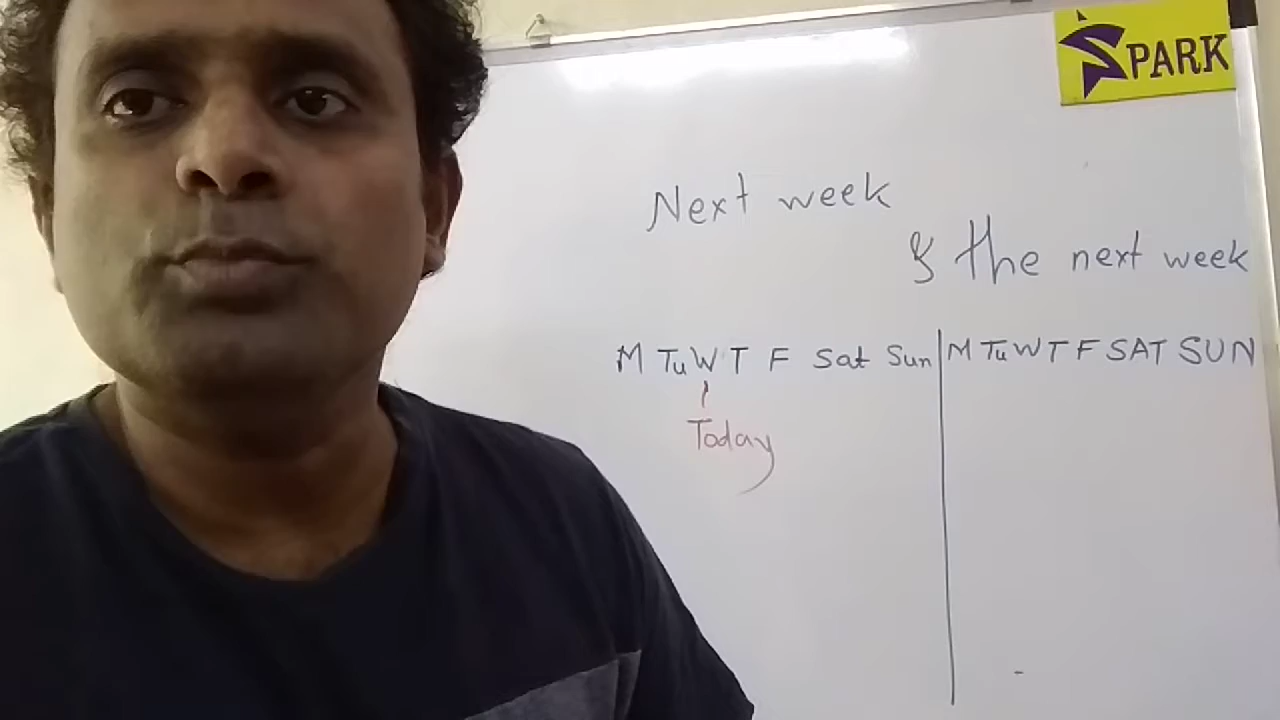 SPARK
Next week
& the next week
M Tu W T F Sat Sun M Tu W T F SAT SUN
Today